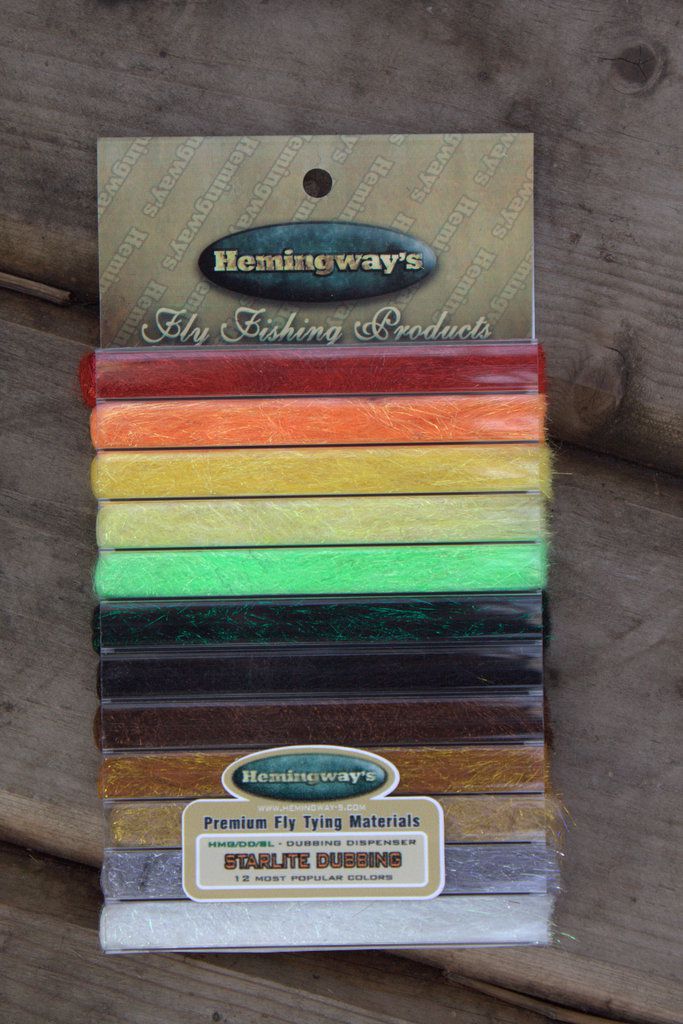 Hemingway's
Fly Fishing Products
Hemingway's
WWW.HEMINGWAY-S.COM
Premium Fly Tying Materials
HMG/DD/SL - DUBBING DISPENSER
STARLITE DUBBING
12 MOST POPULAR COLORS